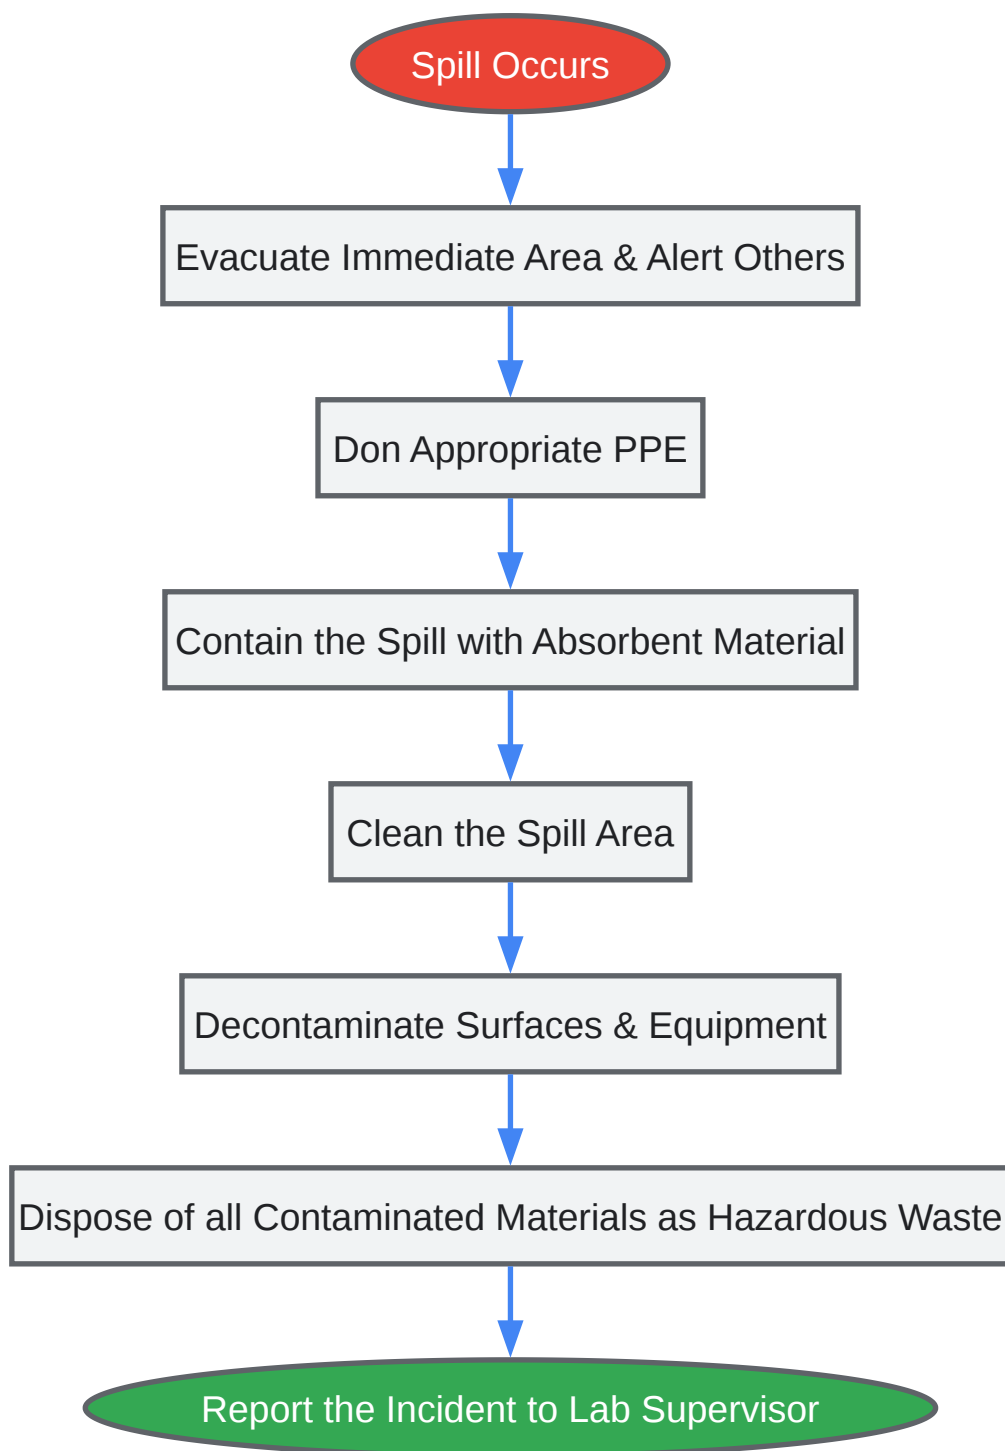 Spill Occurs
Evacuate Immediate Area & Alert Others
Don Appropriate PPE
Contain the Spill with Absorbent Material
Clean the Spill Area
Decontaminate Surfaces & Equipment
Dispose of all Contaminated Materials as Hazardous Waste
Report the Incident to Lab Supervisor